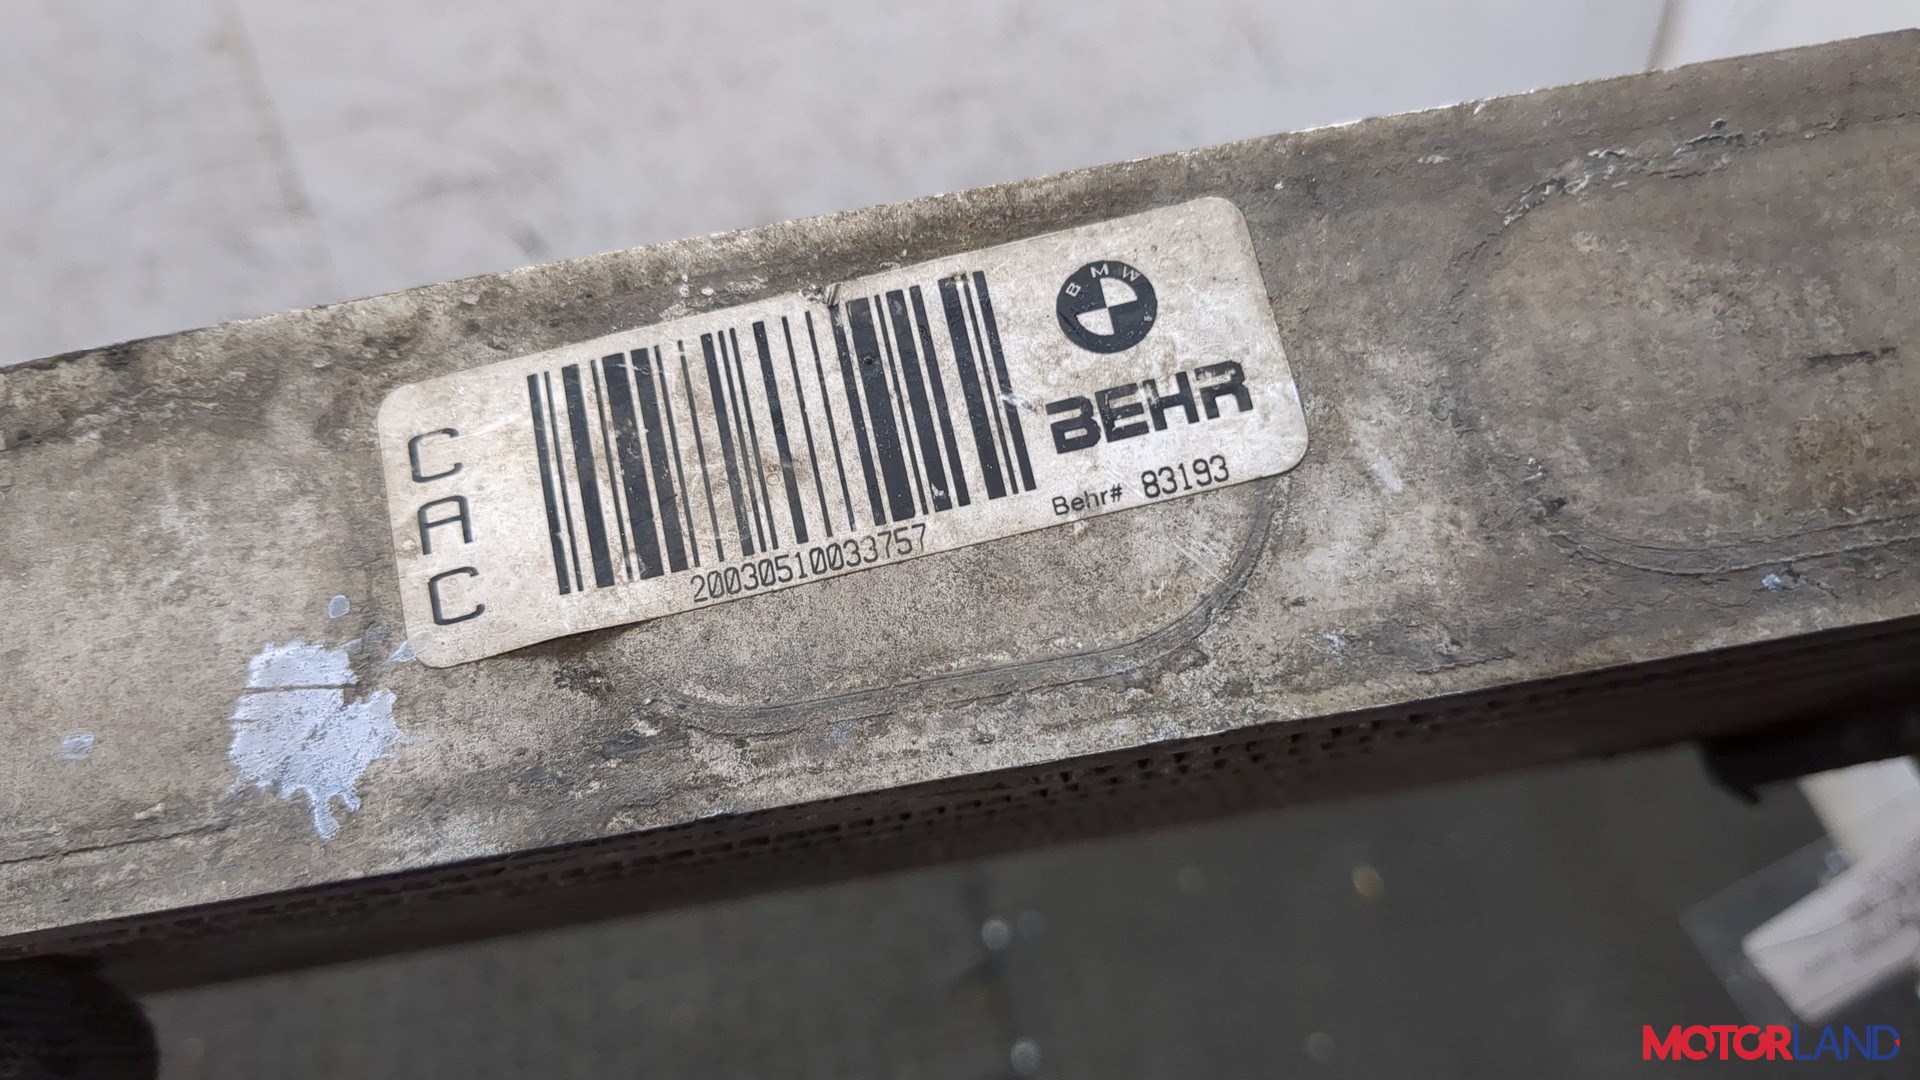 CAC
BMW
BEHR
Behr# 83193
20030510033757
MOTORLAND